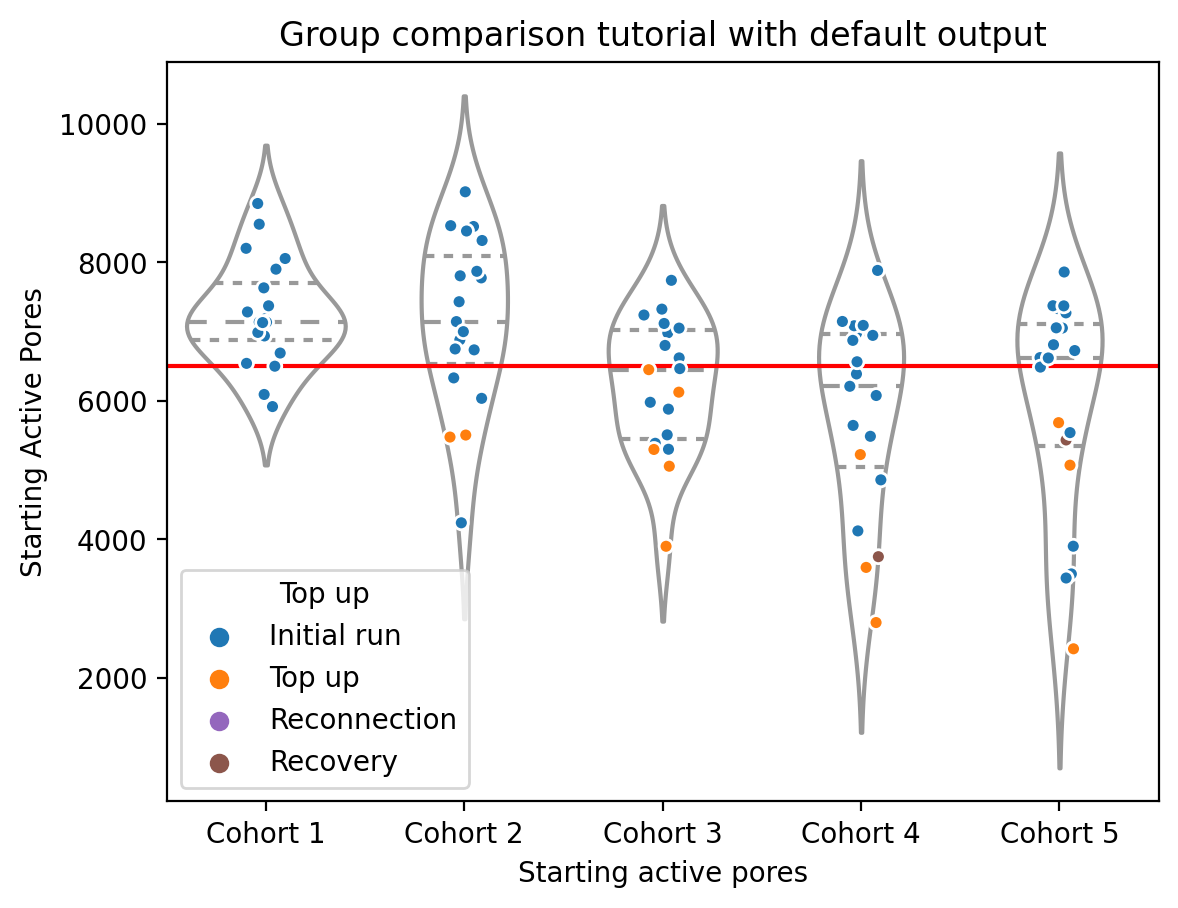 Group comparison tutorial with default output
Starting Active Pores
10000
8000
6000
4000
2000
Top up
Initial run
Top up
Reconnection
Recovery
Cohort 1
Cohort 2
Cohort 3
Cohort 4
Cohort 5
Starting active pores